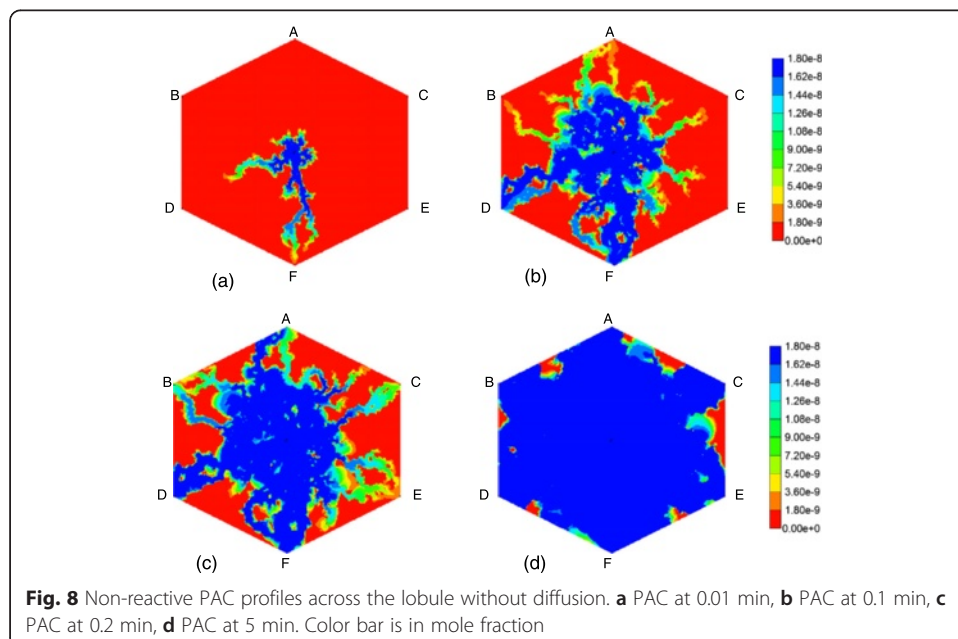 A
B
C
D
E
F
(a)
A
B
C
D
E
F
(b)
1.80e-8
1.62e-8
1.44e-8
1.26e-8
1.08e-8
9.00e-9
7.20e-9
5.40e-9
3.60e-9
1.80e-9
0.00e+0
A
B
C
D
E
F
(c)
A
B
C
D
E
F
(d)
1.80e-8
1.62e-8
1.44e-8
1.26e-8
1.08e-8
9.00e-9
7.20e-9
5.40e-9
3.60e-9
1.80e-9
0.00e+0
Fig. 8 Non-reactive PAC profiles across the lobule without diffusion. a PAC at 0.01 min, b PAC at 0.1 min, c
PAC at 0.2 min, d PAC at 5 min. Color bar is in mole fraction